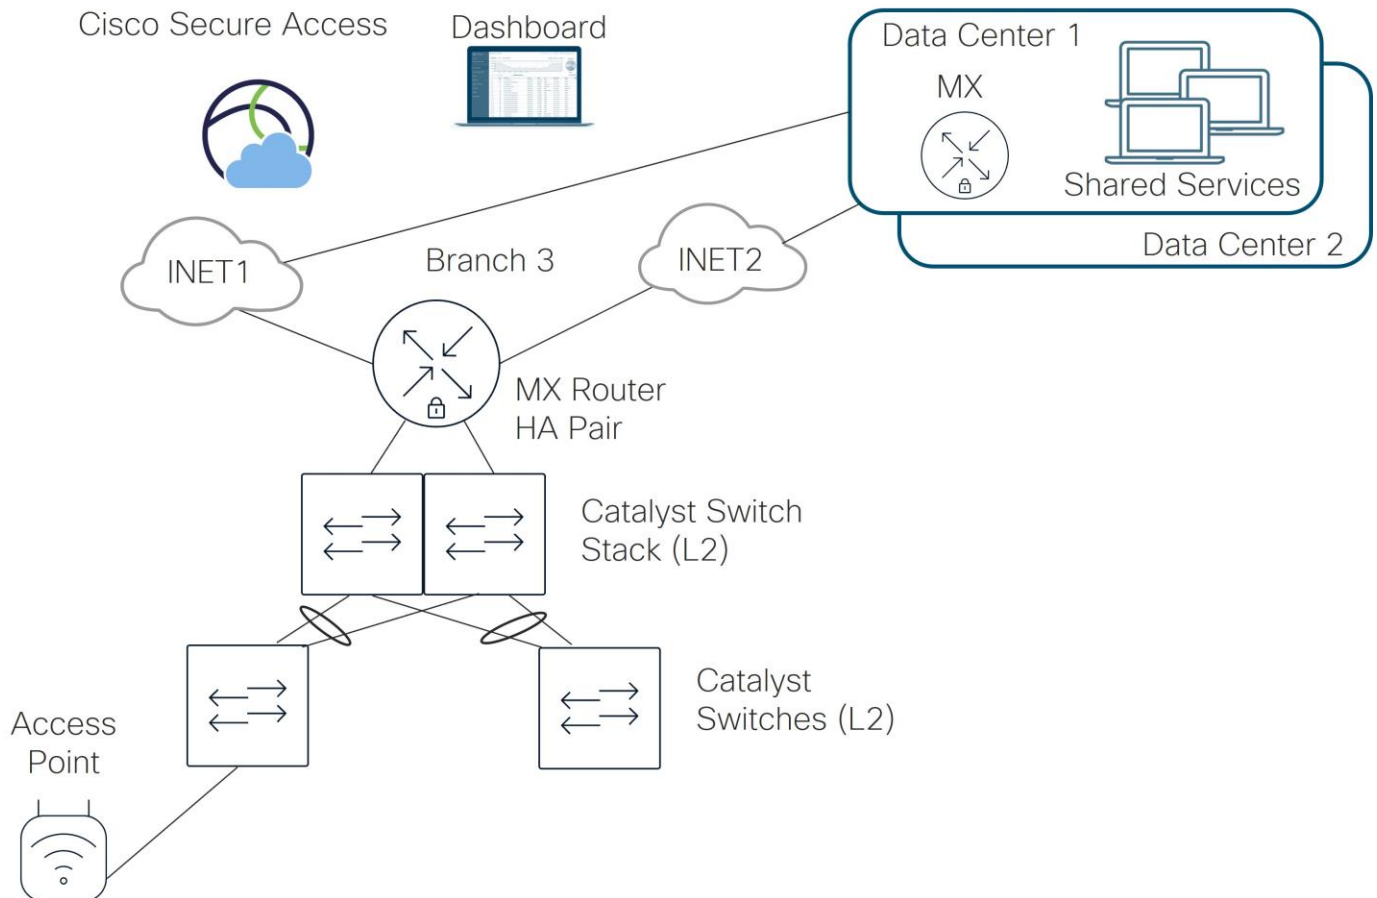 Cisco Secure Access
Dashboard
Data Center 1
MX
Shared Services
Data Center 2
INET1
Branch 3
INET2
MX Router
HA Pair
Catalyst Switch
Stack (L2)
Catalyst
Switches (L2)
Access
Point